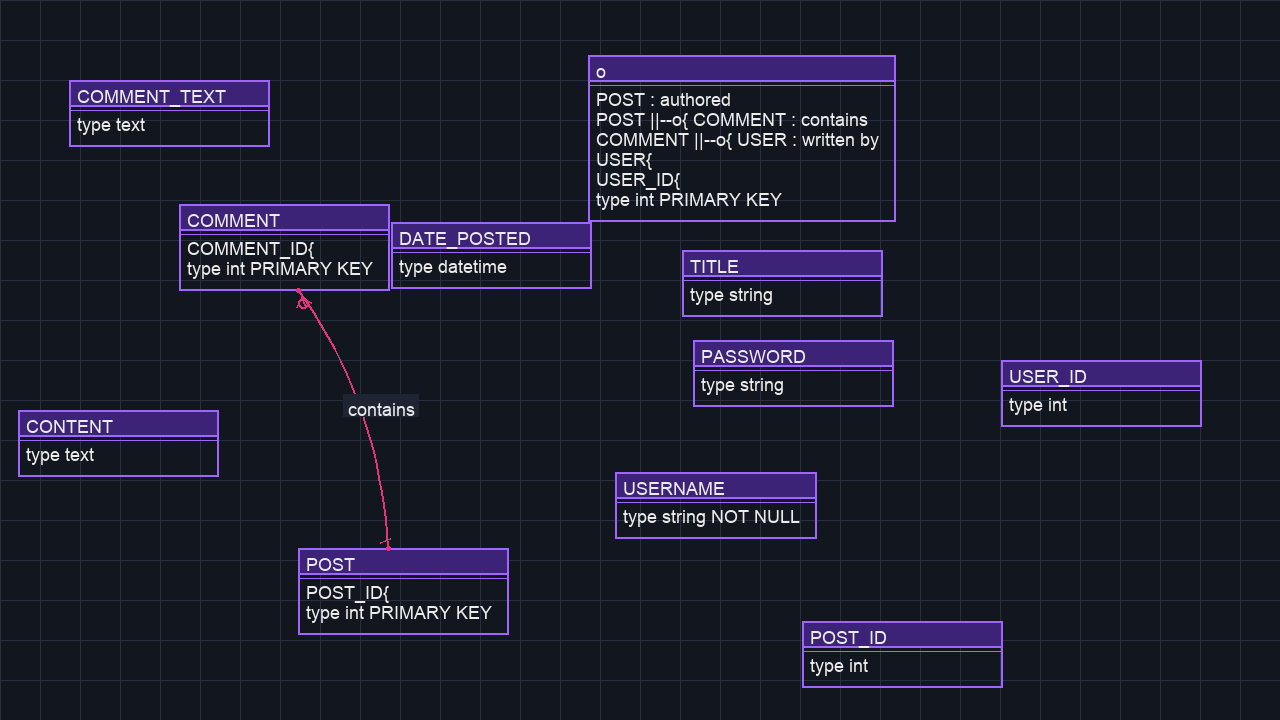 COMMENT_TEXT
type text
o
POST : authored
POST ||--o{ COMMENT : contains
COMMENT ||--o{ USER : written by
USER{
USER_ID{
type int PRIMARY KEY
COMMENT
COMMENT_ID{
type int PRIMARY KEY
DATE_POSTED
type datetime
TITLE
type string
PASSWORD
type string
USER_ID
type int
contains
CONTENT
type text
USERNAME
type string NOT NULL
POST
POST_ID{
type int PRIMARY KEY
POST_ID
type int